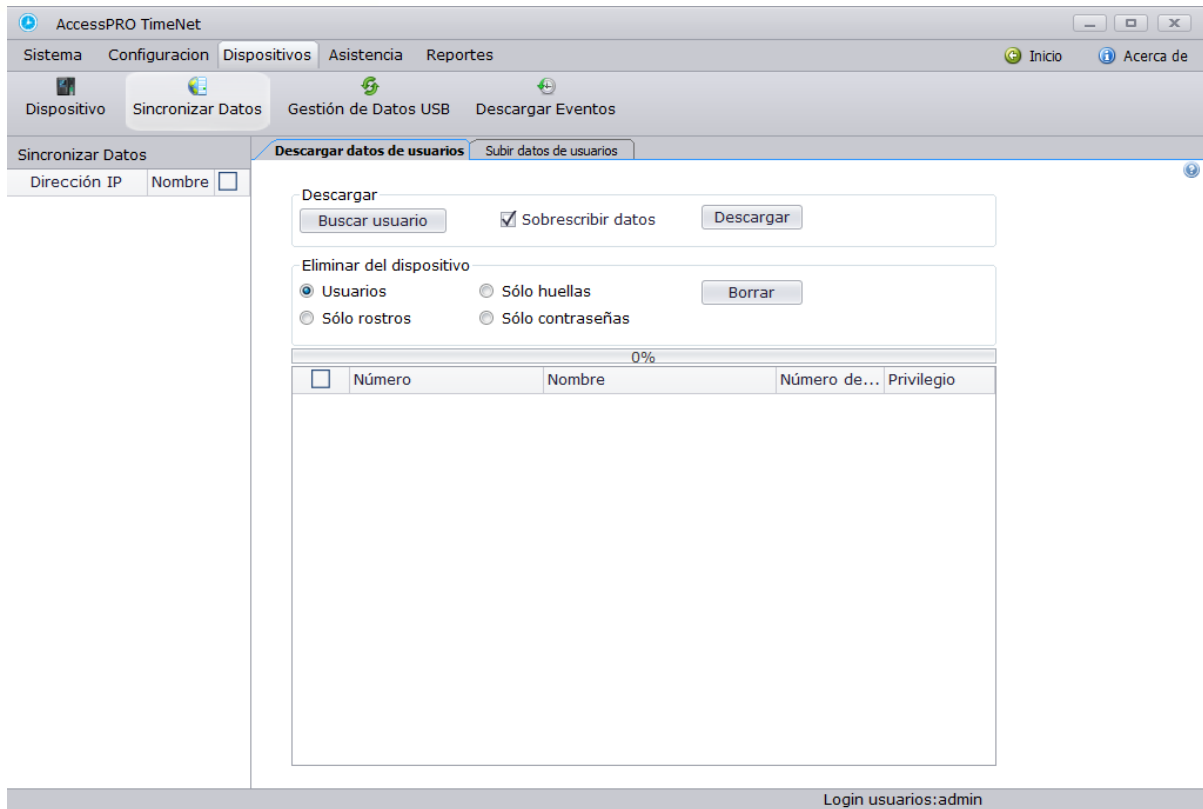 AccessPRO TimeNet
Sistema Configuracion Dispositivos Asistencia Reportes Inicio Acerca de
Dispositivo Sincronizar Datos Gestión de Datos USB Descargar Eventos
Sincronizar Datos
Dirección IP Nombre
Descargar datos de usuarios Subir datos de usuarios
Descargar
Buscar usuario Sobrescribir datos Descargar
Eliminar del dispositivo
Usuarios Sólo huellas Borrar
Sólo rostros Sólo contraseñas
0%
Número Nombre Número de... Privilegio
Login usuarios:admin